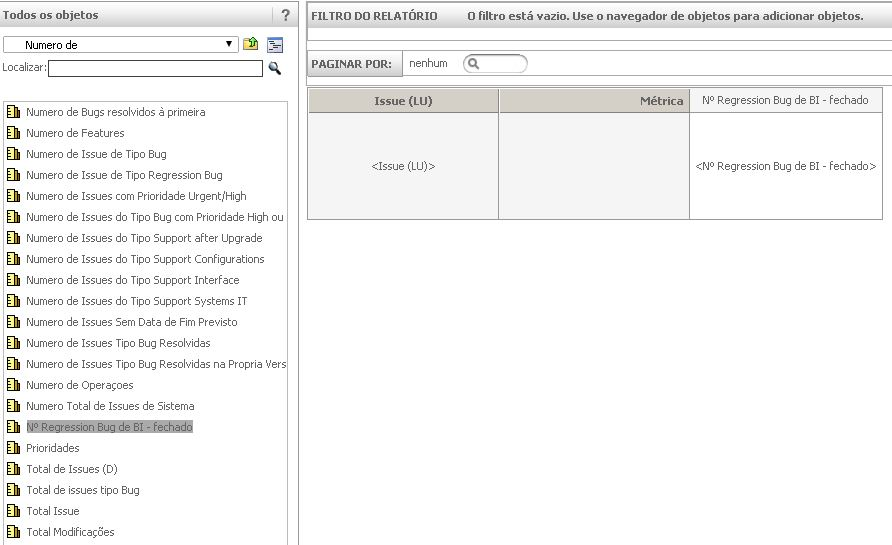 Todos os objetos
?
Numero de
Localizar:
Numero de Bugs resolvidos à primeira
Numero de Features
Numero de Issue de Tipo Bug
Numero de Issue de Tipo Regression Bug
Numero de Issues com Prioridade Urgent/High
Numero de Issues do Tipo Bug com Prioridade High ou
Numero de Issues do Tipo Support after Upgrade
Numero de Issues do Tipo Support Configurations
Numero de Issues do Tipo Support Interface
Numero de Issues do Tipo Support Systems IT
Numero de Issues Sem Data de Fim Previsto
Numero de Issues Tipo Bug Resolvidas
Numero de Issues Tipo Bug Resolvidas na Propria Vers
Numero de Operaçoes
Numero Total de Issues de Sistema
Nº Regression Bug de BI - fechado
Prioridades
Total de Issues (D)
Total de issues tipo Bug
Total Issue
Total Modificações
FILTRO DO RELATÓRIO O filtro está vazio. Use o navegador de objetos para adicionar objetos.
PAGINAR POR: nenhum
Issue (LU) Métrica Nº Regression Bug de BI - fechado
<Issue (LU)> <Nº Regression Bug de BI - fechado>